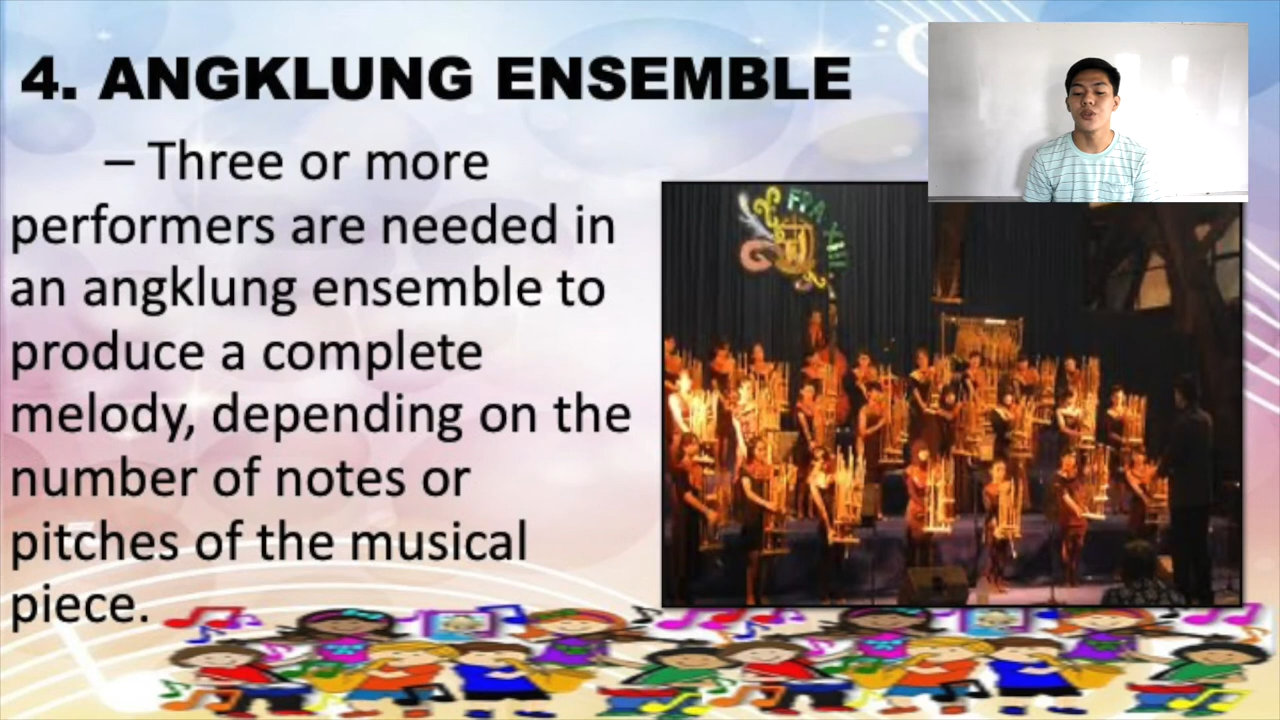 4. ANGKLUNG ENSEMBLE
– Three or more
performers are needed in
an angklung ensemble to
produce a complete
melody, depending on the
number of notes or
pitches of the musical
piece.